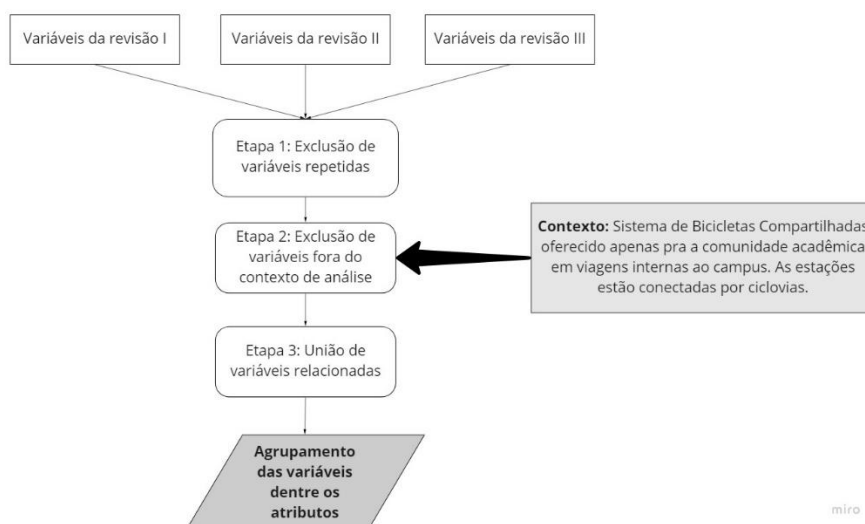 Variáveis da revisão I
Variáveis da revisão II
Variáveis da revisão III
Etapa 1: Exclusão de
variáveis repetidas
Etapa 2: Exclusão de
variáveis fora do
contexto de análise
Contexto: Sistema de Bicicletas Compartilhadas
oferecido apenas pra a comunidade acadêmica
em viagens internas ao campus. As estações
estão conectadas por ciclovias.
Etapa 3: União de
variáveis relacionadas
Agrupamento
das variáveis
dentre os
atributos
miro